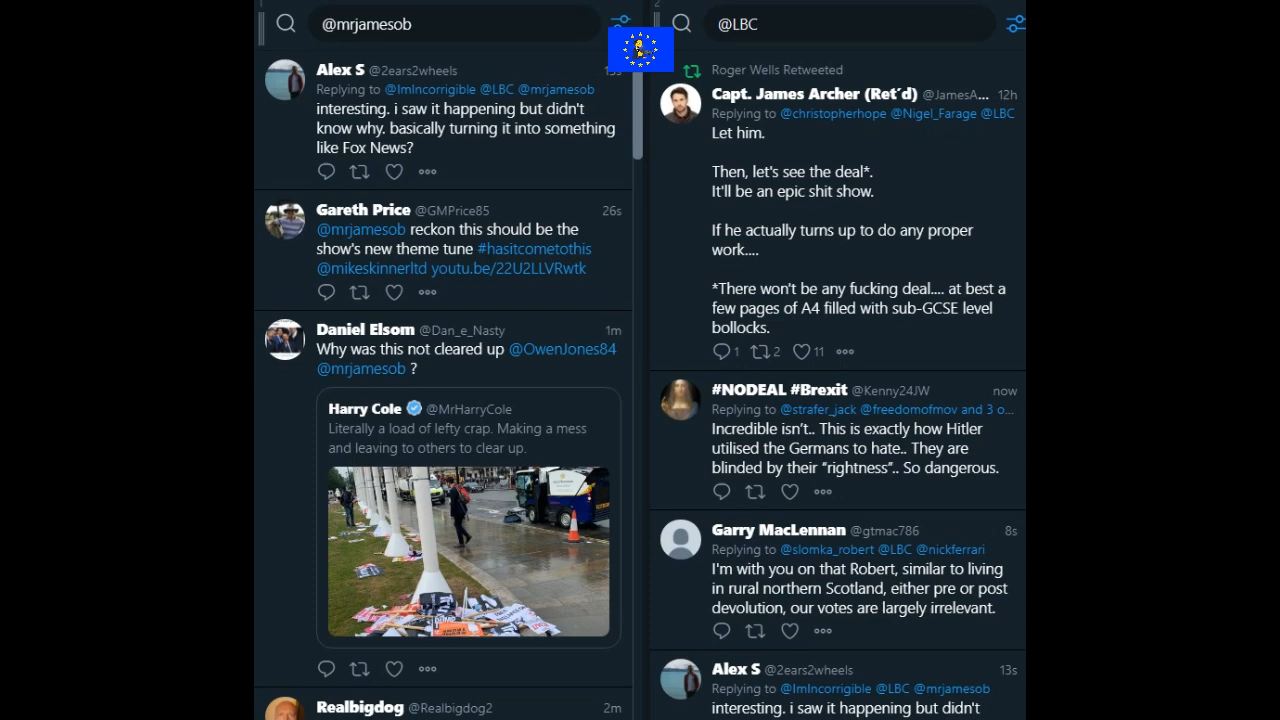 1
@mrjamesob
Alex S @2ears2wheels 13s
Replying to @ImIncorrigible @LBC @mrjamesob
interesting. i saw it happening but didn't
know why. basically turning it into something
like Fox News?
Gareth Price @GMPrice85 26s
@mrjamesob reckon this should be the
show's new theme tune #hasitcometothis
@mikeskinnerltd youtu.be/22U2LLVRwtk
Daniel Elsom @Dan_e_Nasty 1m
Why was this not cleared up @OwenJones84
@mrjamesob ?
Harry Cole @MrHarryCole
Literally a load of lefty crap. Making a mess
and leaving to others to clear up.
Realbigdog @Realbigdog2 2m
2
@LBC
Roger Wells Retweeted
Capt. James Archer (Ret’d) @JamesA... 12h
Replying to @christopherhope @Nigel_Farage @LBC
Let him.
Then, let's see the deal*.
It'll be an epic shit show.
If he actually turns up to do any proper
work....
*There won't be any fucking deal.... at best a
few pages of A4 filled with sub-GCSE level
bollocks.
1 2 11
#NODEAL #Brexit @Kenny24JW now
Replying to @strafer_jack @freedomofmov and 3 o...
Incredible isn’t.. This is exactly how Hitler
utilised the Germans to hate.. They are
blinded by their “rightness”.. So dangerous.
Garry MacLennan @gtmac786 8s
Replying to @slomka_robert @LBC @nickferrari
I'm with you on that Robert, similar to living
in rural northern Scotland, either pre or post
devolution, our votes are largely irrelevant.
Alex S @2ears2wheels 13s
Replying to @ImIncorrigible @LBC @mrjamesob
interesting. i saw it happening but didn't